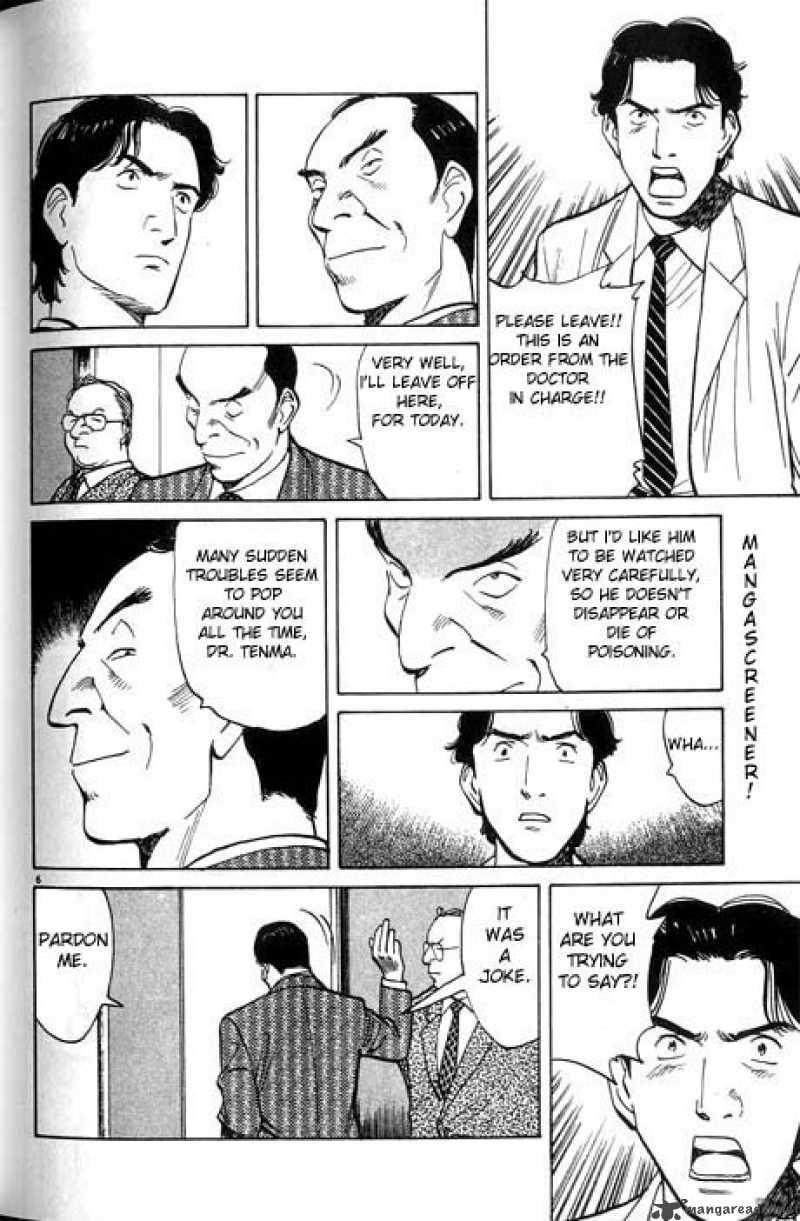 PLEASE LEAVE!!
THIS IS AN
ORDER FROM THE
DOCTOR
IN CHARGE!!
VERY WELL,
I'LL LEAVE OFF
HERE,
FOR TODAY.
BUT I'D LIKE HIM
TO BE WATCHED
VERY CAREFULLY,
SO HE DOESN'T
DISAPPEAR OR
DIE OF
POISONING.
MANGASCREENER!
MANY SUDDEN
TROUBLES SEEM
TO POP
AROUND YOU
ALL THE TIME,
DR. TENMA.
WHA...
6
WHAT
ARE YOU
TRYING
TO SAY?!
IT
WAS
A
JOKE.
PARDON
ME.